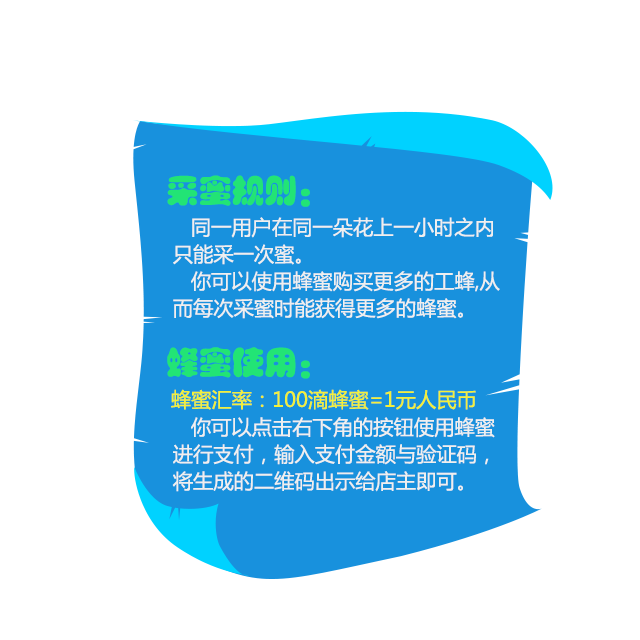 采蜜规则:
同一用户在同一朵花上一小时之内
只能采一次蜜。
你可以使用蜂蜜购买更多的工蜂,从
而每次采蜜时能获得更多的蜂蜜。
蜂蜜使用:
蜂蜜汇率：100滴蜂蜜=1元人民币
你可以点击右下角的按钮使用蜂蜜
进行支付，输入支付金额与验证码，
将生成的二维码出示给店主即可。